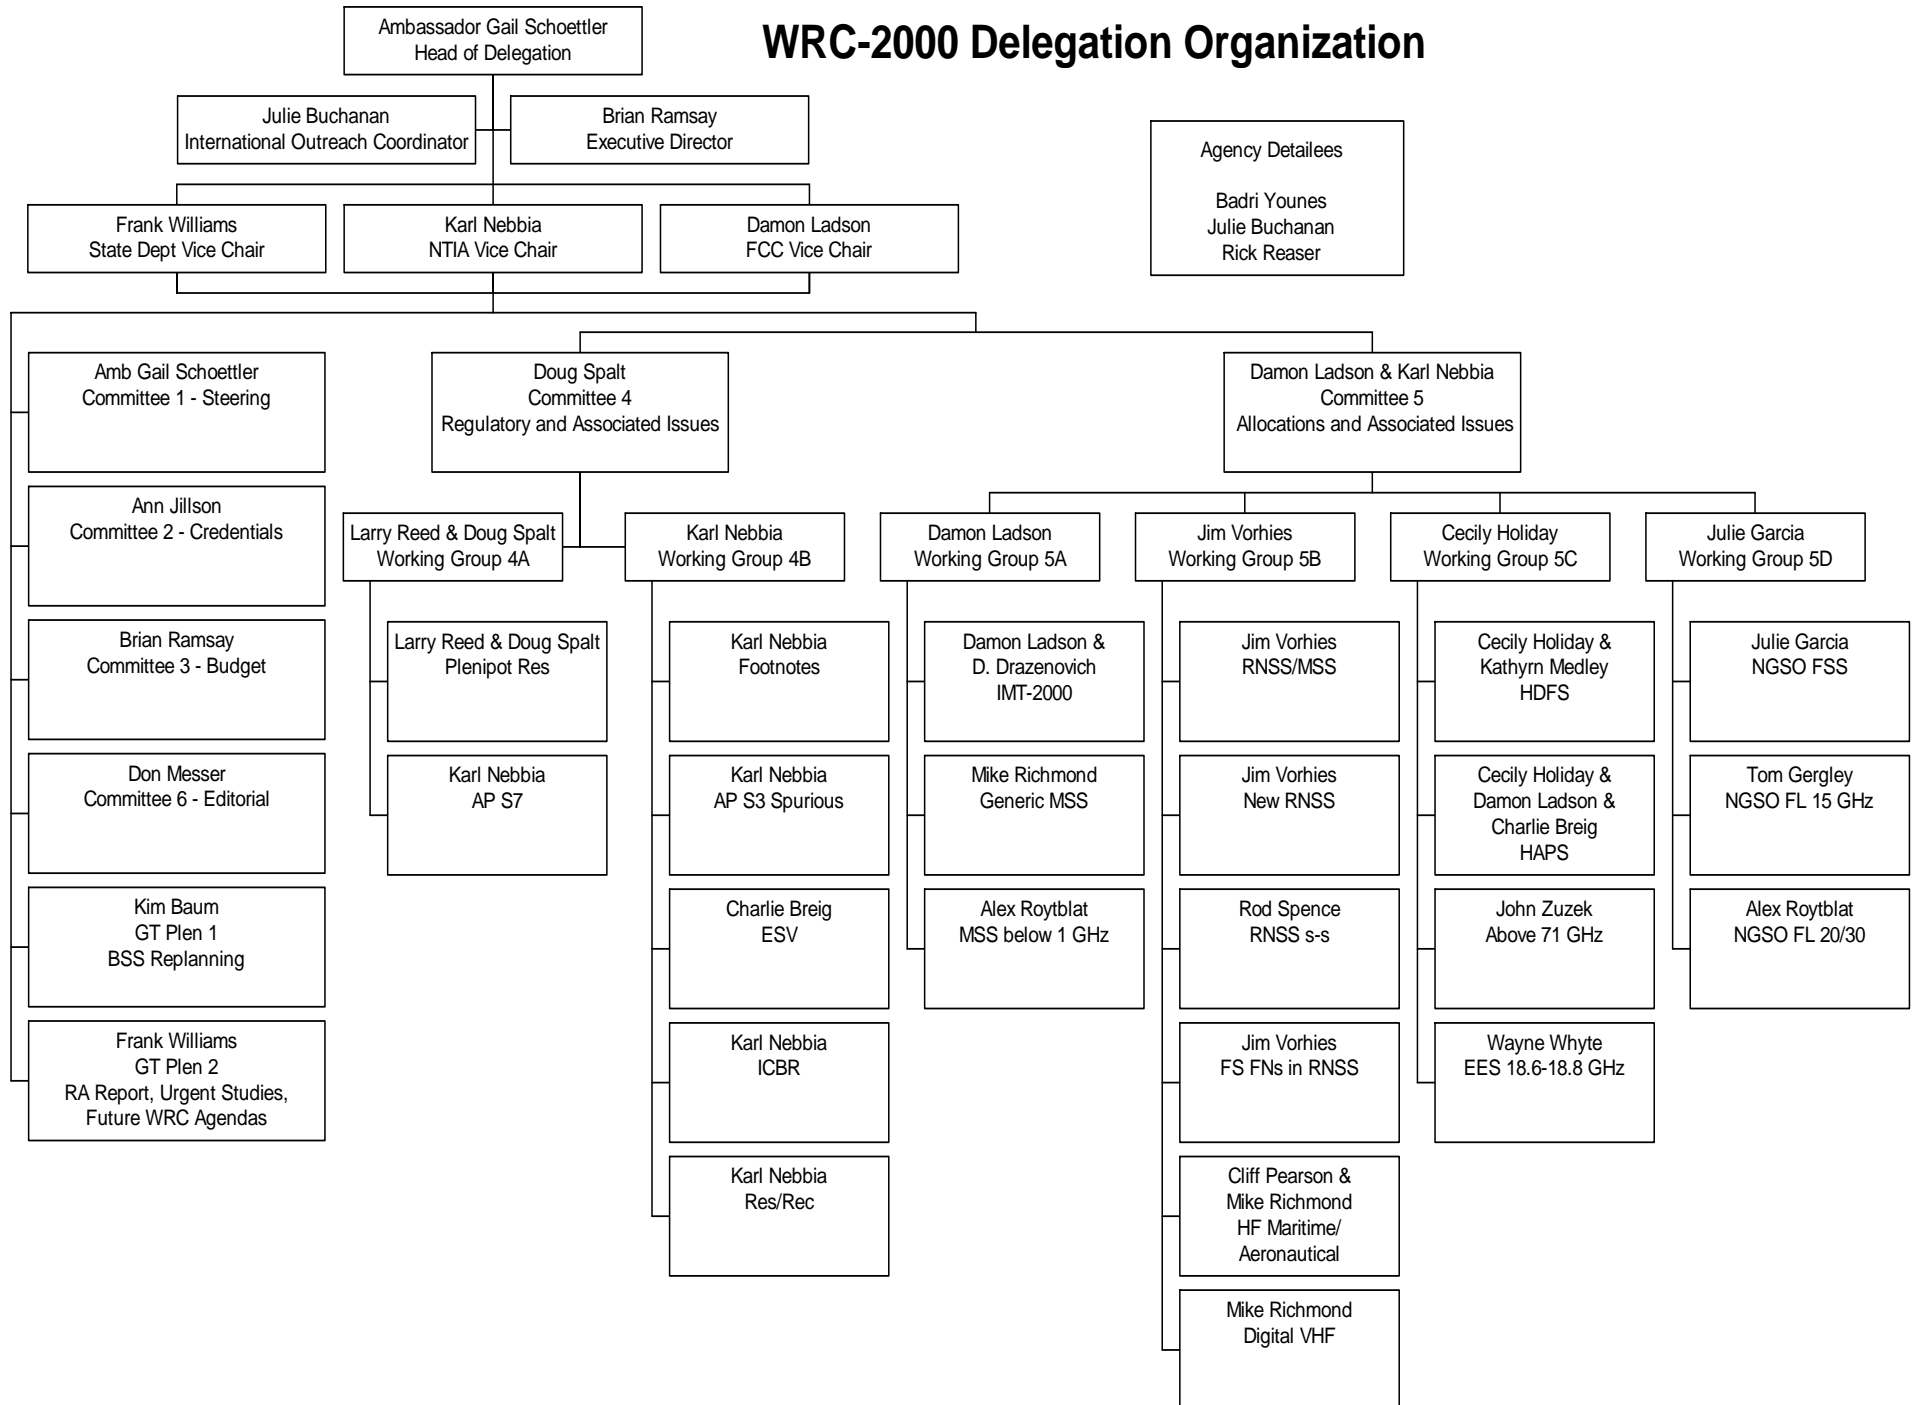 WRC-2000 Delegation Organization
Ambassador Gail Schoettler
Head of Delegation
Julie Buchanan
International Outreach Coordinator
Brian Ramsay
Executive Director
Agency Detailees
Badri Younes
Julie Buchanan
Rick Reaser
Frank Williams
State Dept Vice Chair
Karl Nebbia
NTIA Vice Chair
Damon Ladson
FCC Vice Chair
Amb Gail Schoettler
Committee 1 - Steering
Ann Jillson
Committee 2 - Credentials
Brian Ramsay
Committee 3 - Budget
Don Messer
Committee 6 - Editorial
Kim Baum
GT Plen 1
BSS Replanning
Frank Williams
GT Plen 2
RA Report, Urgent Studies,
Future WRC Agendas
Doug Spalt
Committee 4
Regulatory and Associated Issues
Larry Reed & Doug Spalt
Working Group 4A
Larry Reed & Doug Spalt
Plenipot Res
Karl Nebbia
AP S7
Karl Nebbia
Working Group 4B
Karl Nebbia
Footnotes
Karl Nebbia
AP S3 Spurious
Charlie Breig
ESV
Karl Nebbia
ICBR
Karl Nebbia
Res/Rec
Damon Ladson & Karl Nebbia
Committee 5
Allocations and Associated Issues
Damon Ladson
Working Group 5A
Damon Ladson &
D. Drazenovich
IMT-2000
Mike Richmond
Generic MSS
Alex Roytblat
MSS below 1 GHz
Jim Vorhies
Working Group 5B
Jim Vorhies
RNSS/MSS
Jim Vorhies
New RNSS
Rod Spence
RNSS s-s
Jim Vorhies
FS FNs in RNSS
Cliff Pearson &
Mike Richmond
HF Maritime/
Aeronautical
Mike Richmond
Digital VHF
Cecily Holiday
Working Group 5C
Cecily Holiday &
Kathyrn Medley
HDFS
Cecily Holiday &
Damon Ladson &
Charlie Breig
HAPS
John Zuzek
Above 71 GHz
Wayne Whyte
EES 18.6-18.8 GHz
Julie Garcia
Working Group 5D
Julie Garcia
NGSO FSS
Tom Gergley
NGSO FL 15 GHz
Alex Roytblat
NGSO FL 20/30